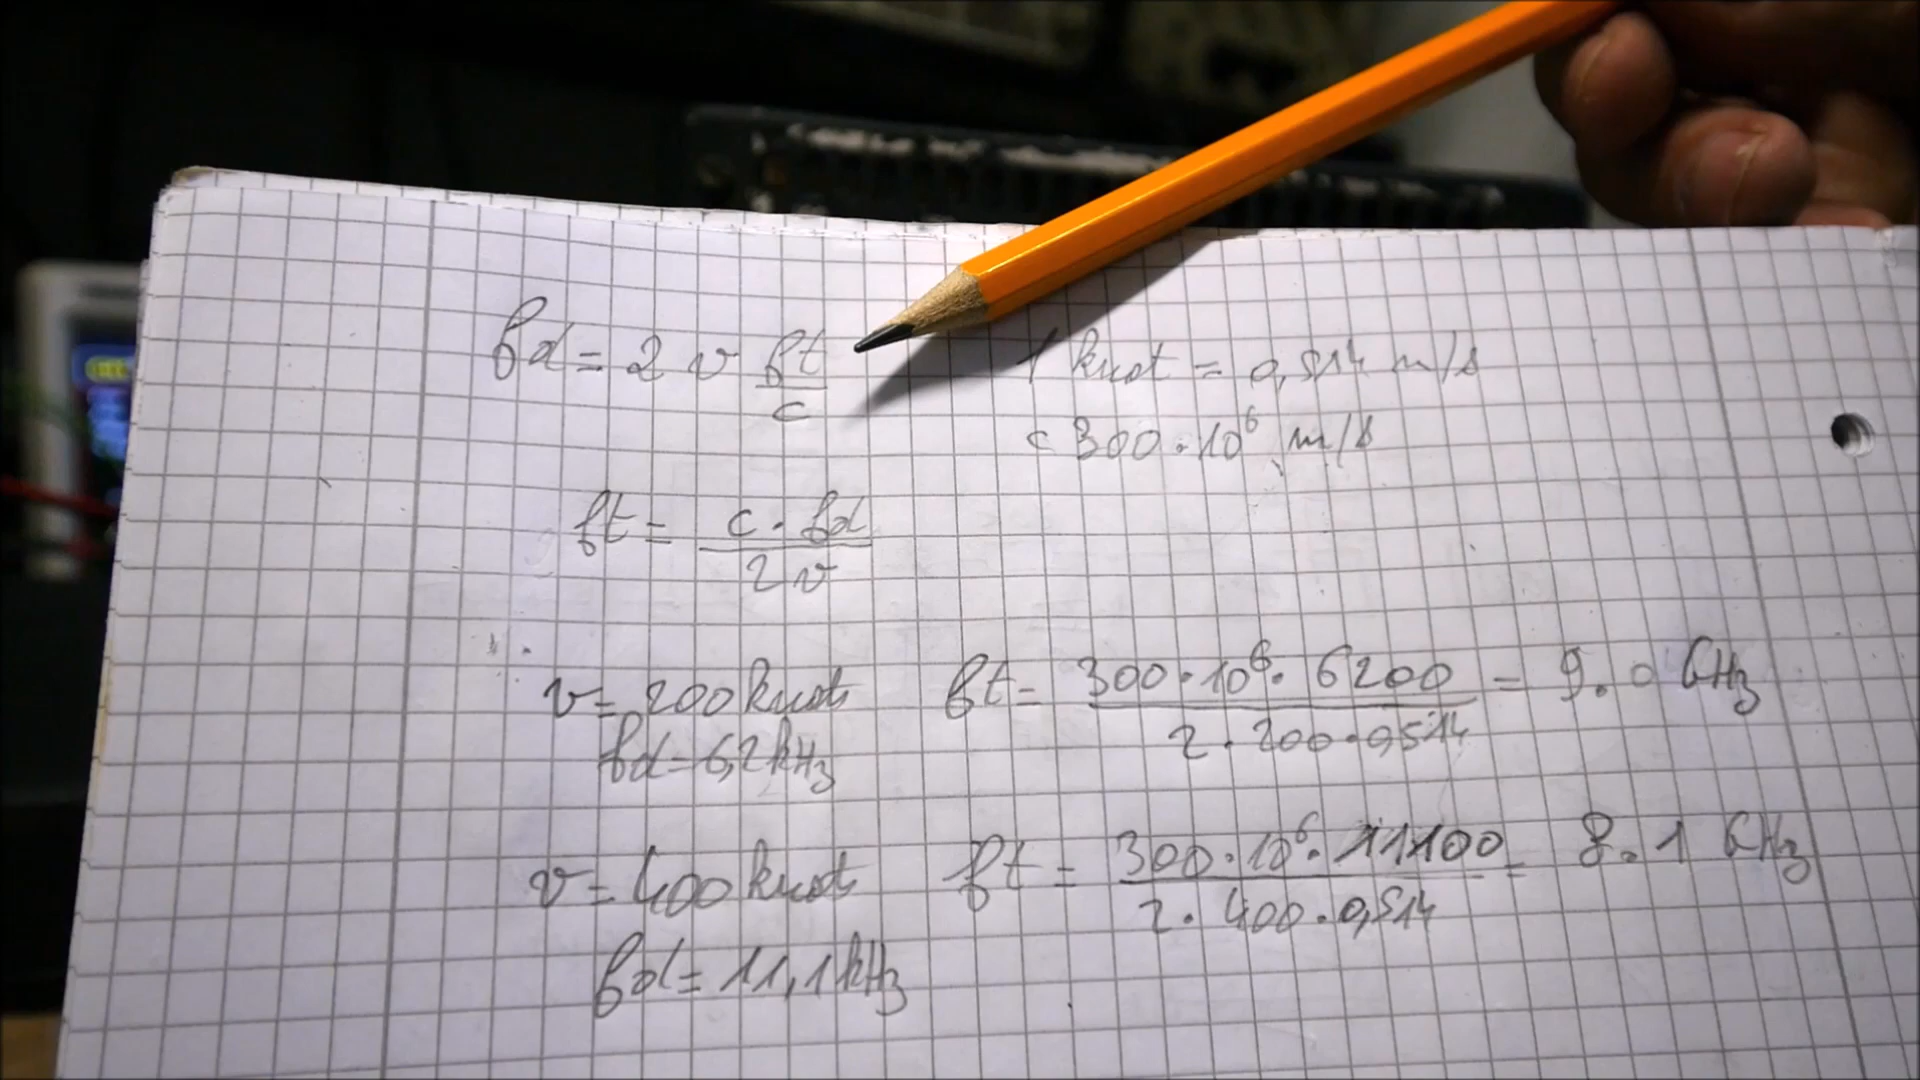 fd = 2 v ft/c
1 knot = 0,514 m/s
c 300·10⁶ m/s
ft = c·fd / 2v
v = 200 knot
fd = 6,2 kHz
ft = 300·10⁶·6200 / 2·200·0,514 = 9.0 GHz
v = 400 knot
fd = 11,1 kHz
ft = 300·10⁶·11100 / 2·400·0,514 = 8.1 GHz